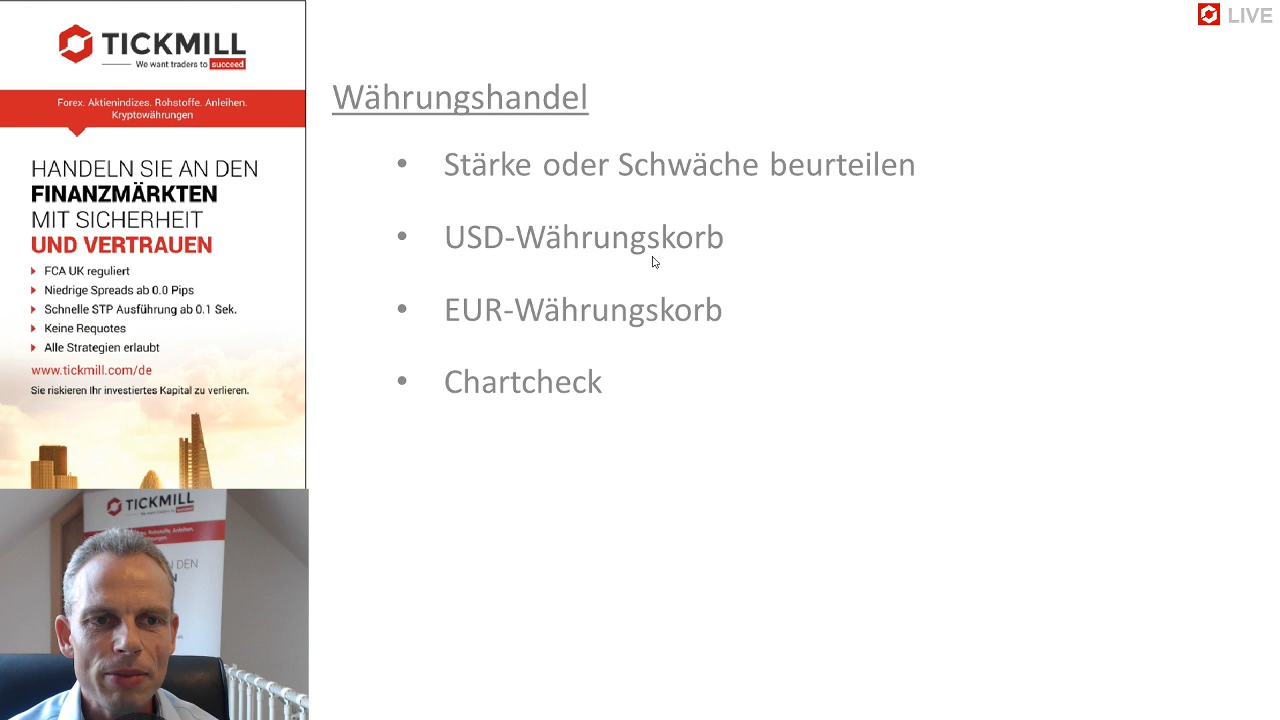 TICKMILL
We want traders to succeed
Forex. Aktienindizes. Rohstoffe. Anleihen.
Kryptowährungen
HANDELN SIE AN DEN
FINANZMÄRKTEN
MIT SICHERHEIT
UND VERTRAUEN
FCA UK reguliert
Niedrige Spreads ab 0.0 Pips
Schnelle STP Ausführung ab 0.1 Sek.
Keine Requotes
Alle Strategien erlaubt
www.tickmill.com/de
Sie riskieren Ihr investiertes Kapital zu verlieren.
LIVE
Währungshandel
• Stärke oder Schwäche beurteilen
• USD-Währungskorb
• EUR-Währungskorb
• Chartcheck
TICKMILL